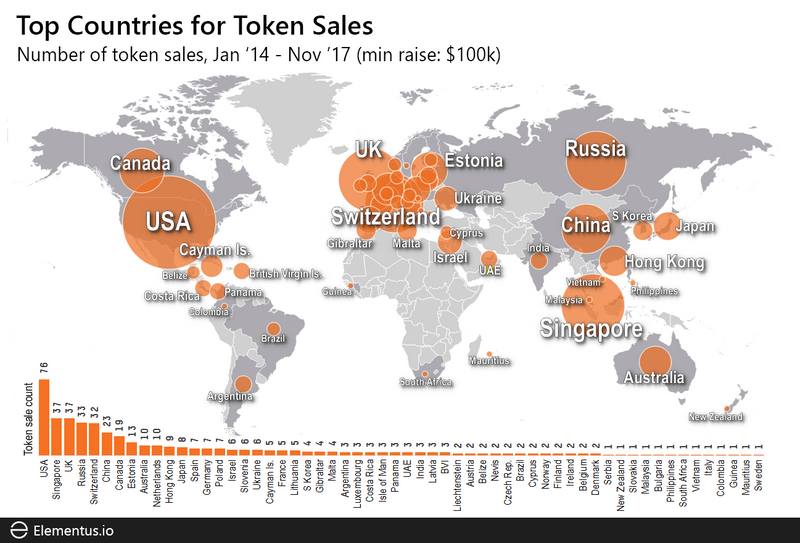 Top Countries for Token Sales
Number of token sales, Jan ‘14 - Nov ’17 (min raise: $100k)
Canada
UK
Estonia
Russia
USA
Ukraine
Switzerland
China
S Korea
Japan
Cayman Is.
Gibraltar
Malta
Cyprus
Israel
India
Hong Kong
Belize
British Virgin Is.
UAE
Vietnam
Costa Rica
Panama
Guinea
Malaysia
Philippines
Colombia
Singapore
Brazil
Mauritius
Australia
South Africa
Argentina
New Zealand
Token sale count
76 37 37 33 32 23 19 13 10 10 9 8 7 7 7 6 6 6 5 5 5 4 4 4 3 3 3 3 3 3 3 3 3 2 2 2 2 2 2 2 2 2 2 2 2 1 1 1 1 1 1 1 1 1 1 1 1 1
USA Singapore UK Russia Switzerland China Canada Estonia Australia Netherlands Hong Kong Japan Spain Germany Poland Israel Slovenia Ukraine Cayman Is. France Lithuania S Korea Gibraltar Malta Argentina Luxembourg Costa Rica Isle of Man Panama UAE India Latvia BVI Liechtenstein Austria Belize Nevis Czech Rep. Brazil Cyprus Norway Finland Ireland Belgium Denmark Serbia New Zealand Slovakia Malaysia Bulgaria Philippines South Africa Vietnam Italy Colombia Guinea Mauritius Sweden
Elementus.io